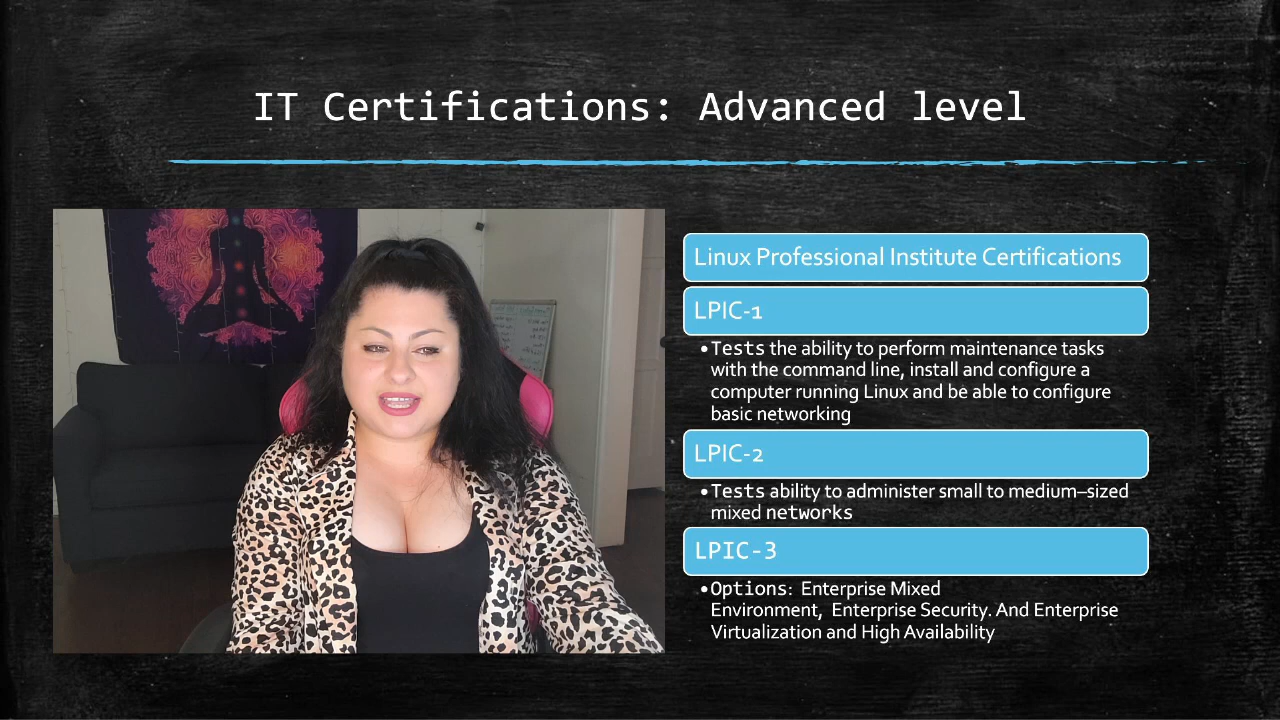 IT Certifications: Advanced level
Linux Professional Institute Certifications
LPIC-1
•Tests the ability to perform maintenance tasks
with the command line, install and configure a
computer running Linux and be able to configure
basic networking
LPIC-2
•Tests ability to administer small to medium–sized
mixed networks
LPIC-3
•Options: Enterprise Mixed
Environment, Enterprise Security. And Enterprise
Virtualization and High Availability